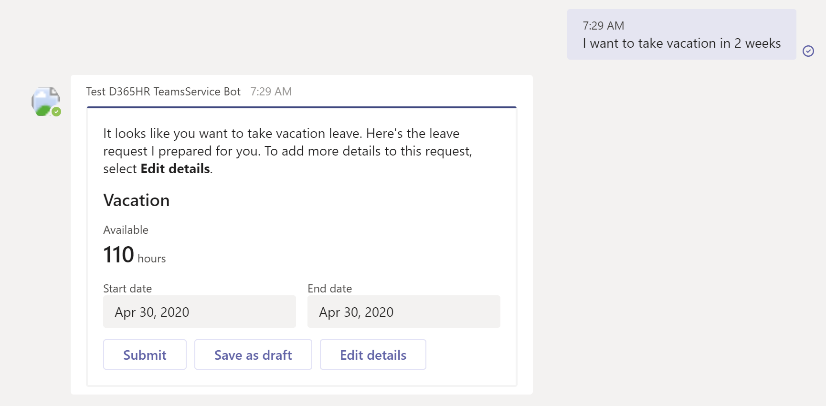 7:29 AM
I want to take vacation in 2 weeks
Test D365HR TeamsService Bot 7:29 AM
It looks like you want to take vacation leave. Here's the leave
request I prepared for you. To add more details to this request,
select Edit details.
Vacation
Available
110 hours
Start date End date
Apr 30, 2020 Apr 30, 2020
Submit Save as draft Edit details